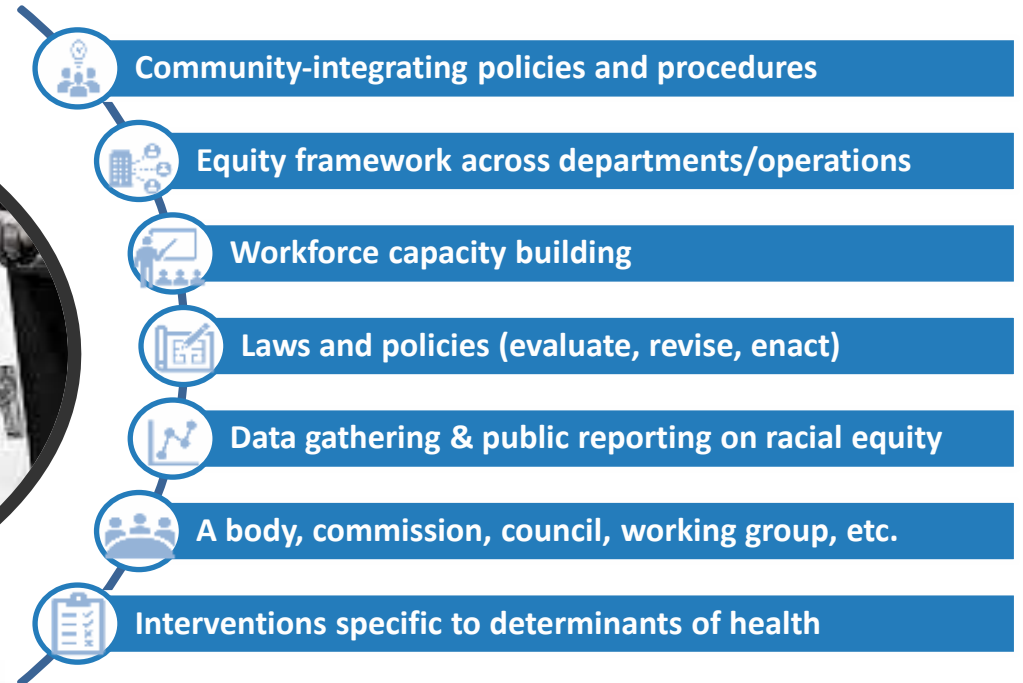 Community-integrating policies and procedures
Equity framework across departments/operations
Workforce capacity building
Laws and policies (evaluate, revise, enact)
Data gathering & public reporting on racial equity
A body, commission, council, working group, etc.
Interventions specific to determinants of health